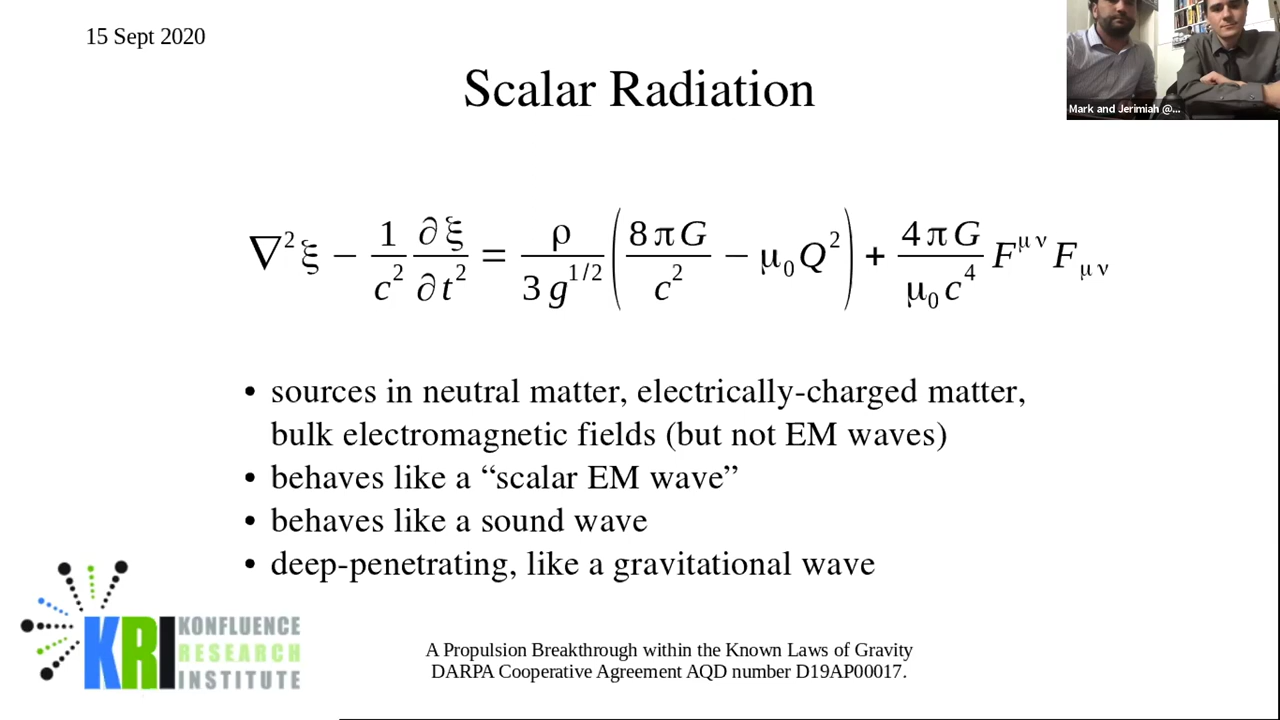 15 Sept 2020
Mark and Jerimiah @...
Scalar Radiation
∇²ξ − 1/c² ∂ξ/∂t² = ρ/(3 g^{1/2}) (8πG/c² − μ₀Q²) + 4πG/(μ₀c⁴) F^{μν}F_{μν}
• sources in neutral matter, electrically-charged matter,
bulk electromagnetic fields (but not EM waves)
• behaves like a “scalar EM wave”
• behaves like a sound wave
• deep-penetrating, like a gravitational wave
KRI KONFLUENCE
RESEARCH
INSTITUTE
A Propulsion Breakthrough within the Known Laws of Gravity
DARPA Cooperative Agreement AQD number D19AP00017.